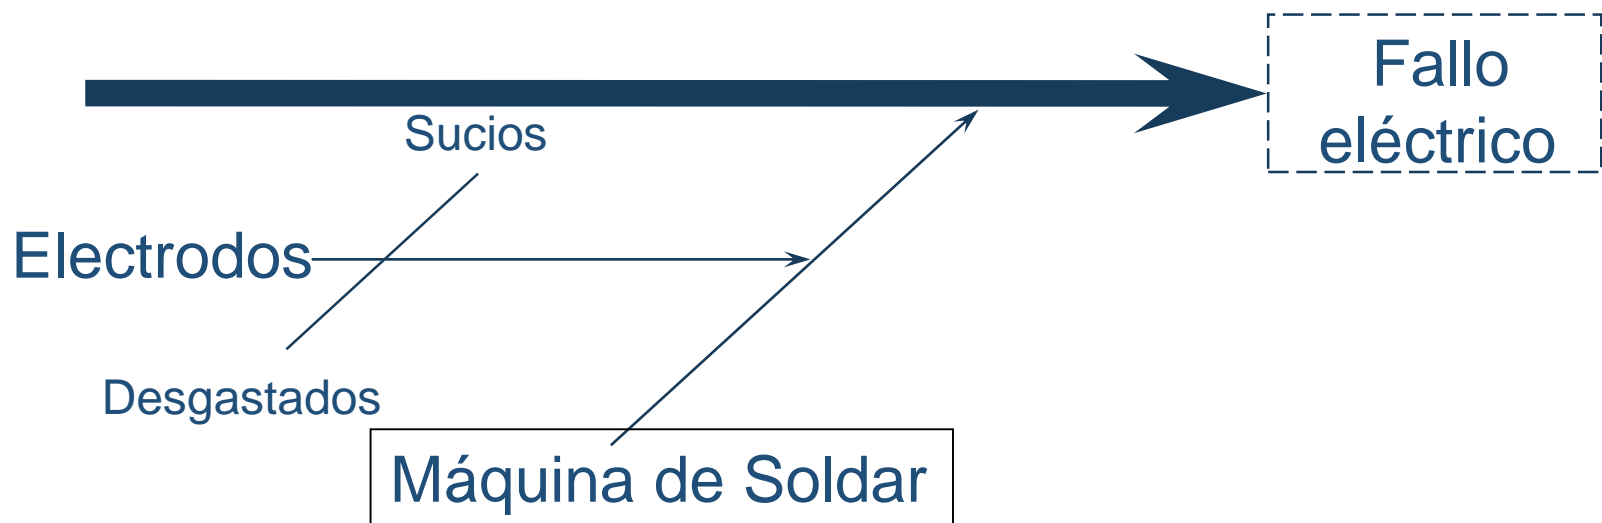 Fallo
eléctrico
Sucios
Electrodos
Desgastados
Máquina de Soldar